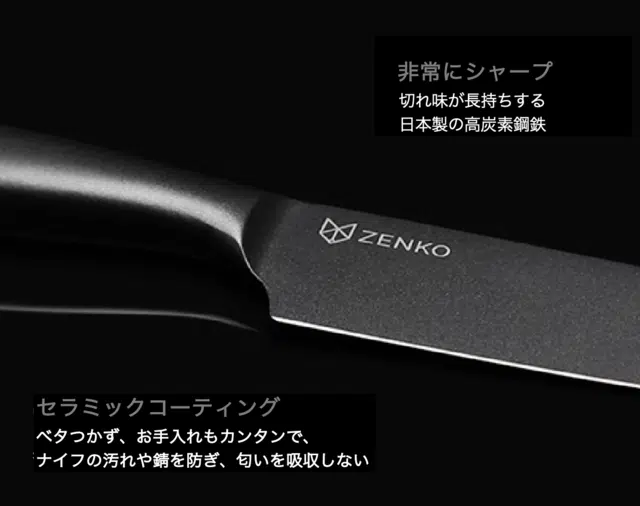 非常にシャープ
切れ味が長持ちする
日本製の高炭素鋼鉄
ZENKO
セラミックコーティング
ベタつかず、お手入れもカンタンで、
ナイフの汚れや錆を防ぎ、匂いを吸収しない